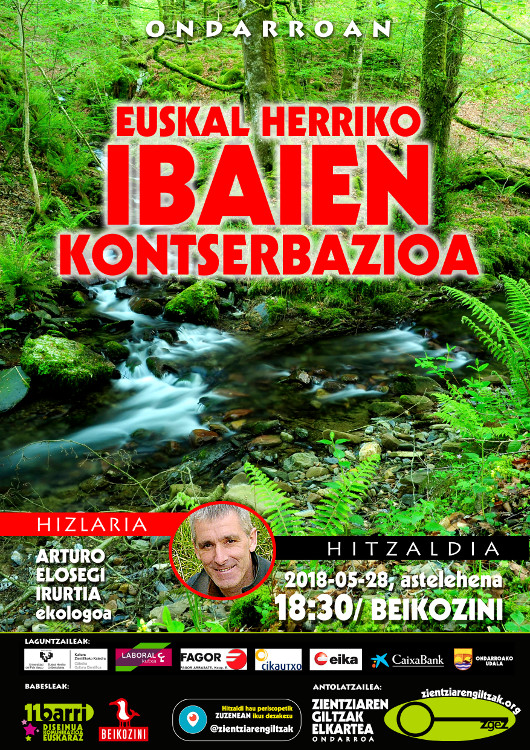 ONDARROAN
EUSKAL HERRIKO
IBAIEN
KONTSERBAZIOA
HIZLARIA
ARTURO
ELOSEGI
IRURTIA
ekologoa
HITZALDIA
2018-05-28, astelehena
18:30/ BEIKOZINI
LAGUNTZAILEAK:
LABORAL
kutxa
FAGOR
cikautxo
eika
CaixaBank
ONDARROAKO
UDALA
BABESLEAK:
11barri
DISEINUA
KOMUNIKAZIOA
EUSKARAZ
BEIKOZINI
Hitzaldi hau periscopetik
ZUZENEAN ikus dezakezu
@zientziarengiltzak
ANTOLATZAILEA:
ZIENTZIAREN
GILTZAK
ELKARTEA
ONDARROA
zientziarengiltzak.org
zgez